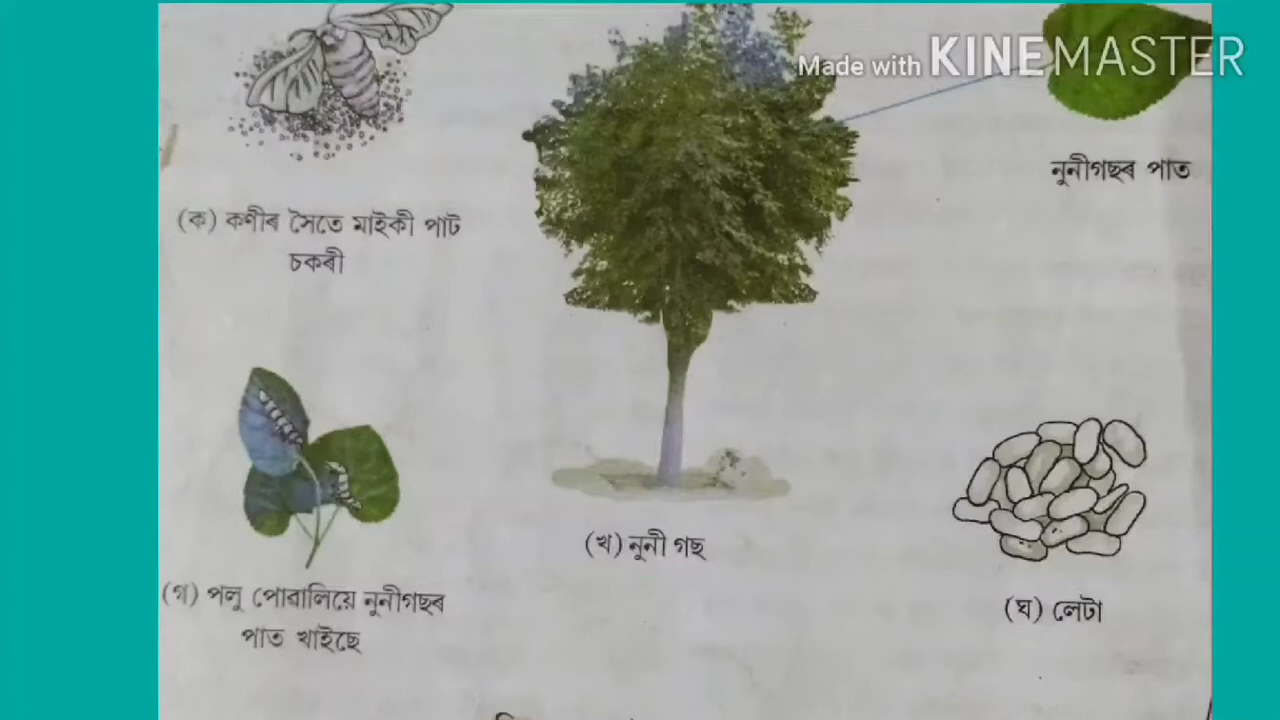 Made with KINEMASTER
নুনীগছৰ পাত
(ক) কণীৰ সৈতে মাইকী পাট
চকৰী
(খ) নুনী গছ
(গ) পলু পোৱালিয়ে নুনীগছৰ
পাত খাইছে
(ঘ) লেটা